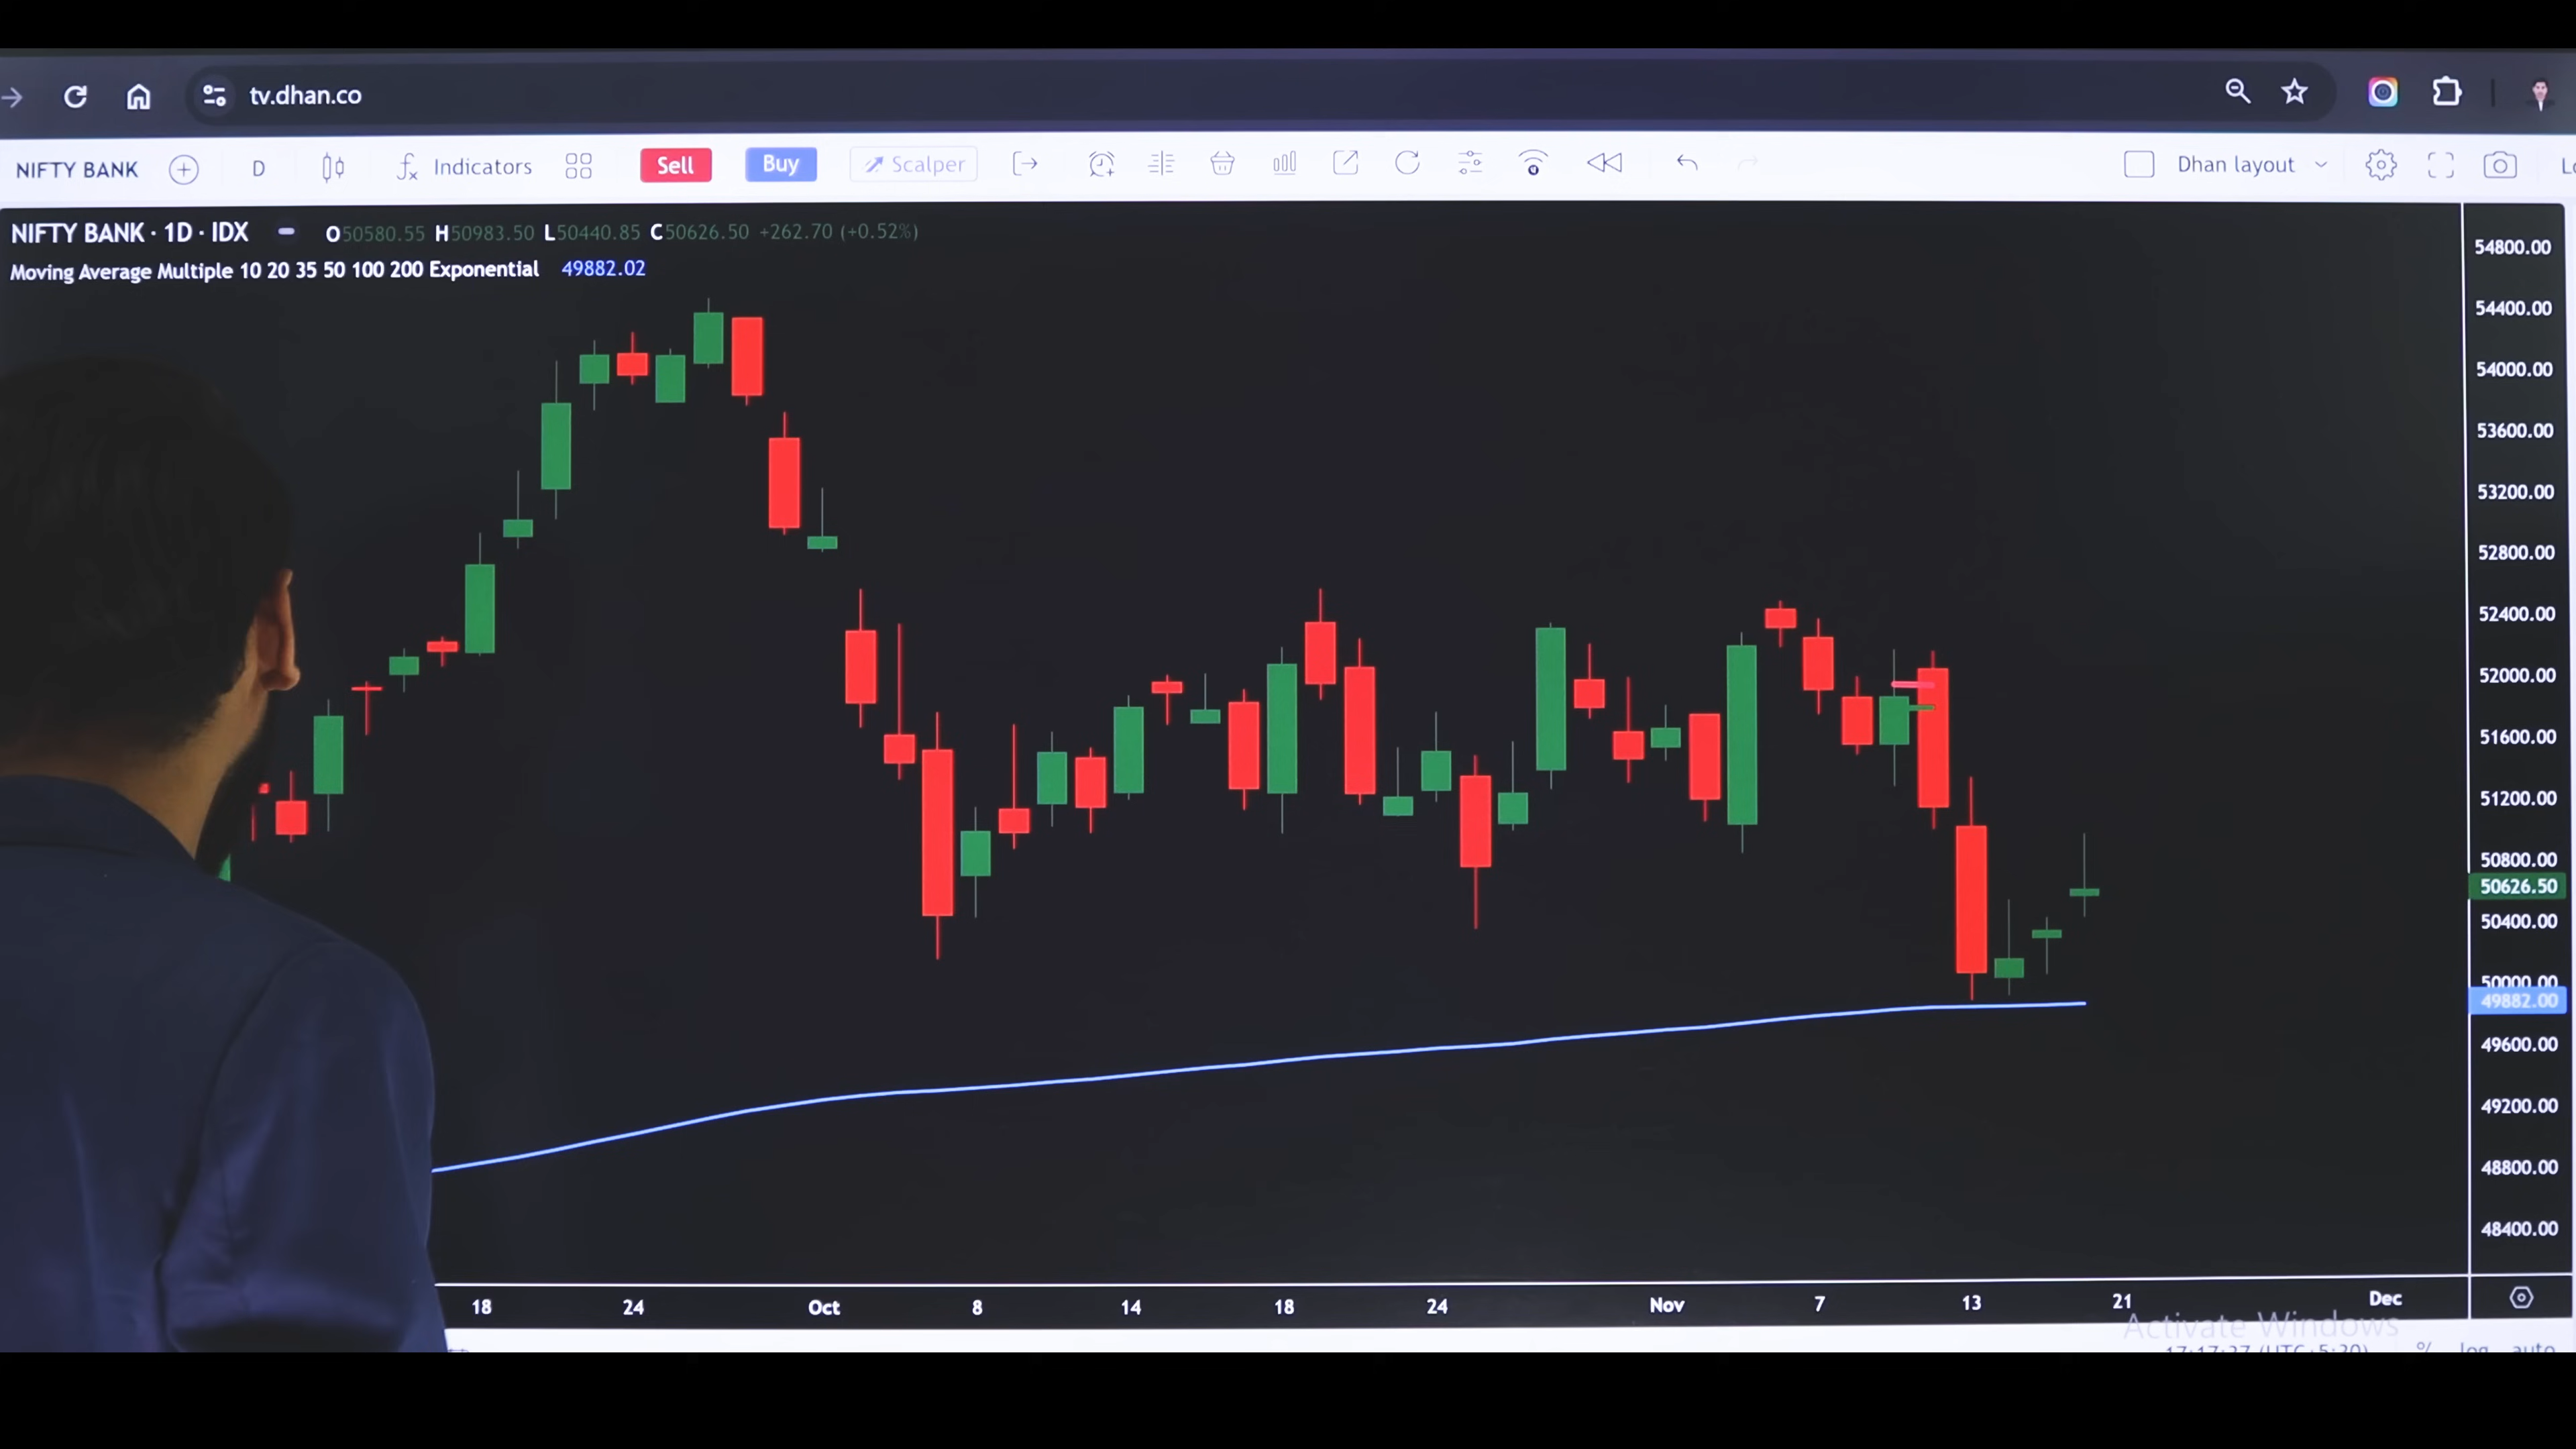 tv.dhan.co
NIFTY BANK D Indicators Sell Buy Scalper Dhan layout
NIFTY BANK · 1D · IDX O50580.55 H50983.50 L50440.85 C50626.50 +262.70 (+0.52%)
Moving Average Multiple 10 20 35 50 100 200 Exponential 49882.02
54800.00
54400.00
54000.00
53600.00
53200.00
52800.00
52400.00
52000.00
51600.00
51200.00
50800.00
50626.50
50400.00
50000.00
49882.00
49600.00
49200.00
48800.00
48400.00
18 24 Oct 8 14 18 24 Nov 7 13 21 Dec
Activate Windows
% log auto